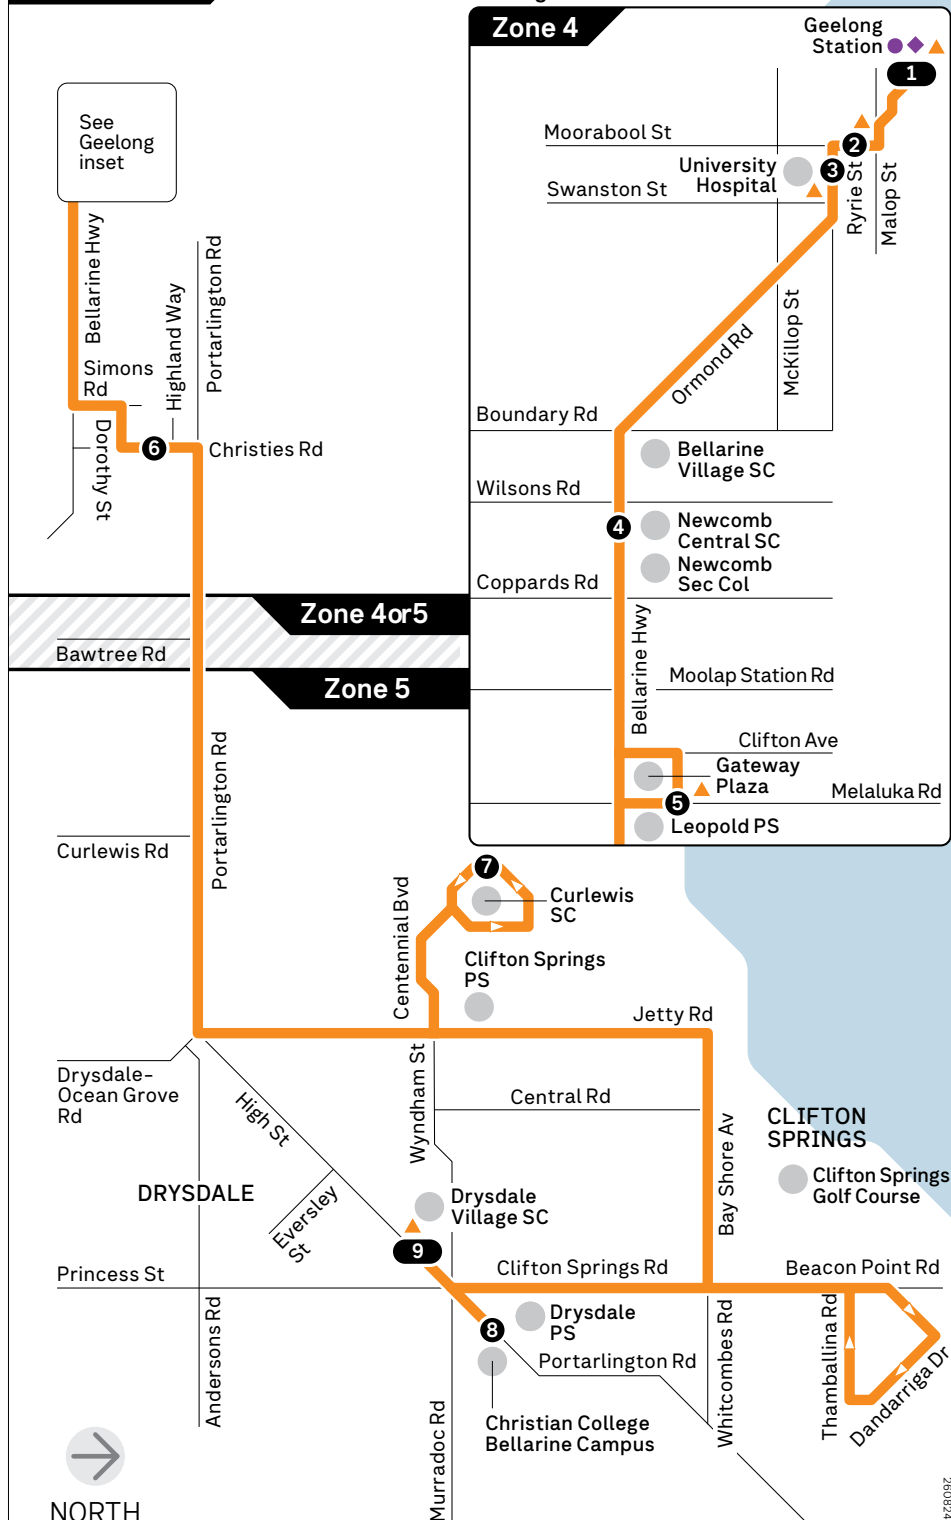 Zone 4
Geelong
Station
1
Moorabool St
2
University
Hospital
3
Swanston St
Ryrie St
Malop St
McKillop St
Ormond Rd
Boundary Rd
Bellarine
Village SC
Wilsons Rd
4
Newcomb
Central SC
Newcomb
Sec Col
Coppards Rd
Bellarine Hwy
Moolap Station Rd
Clifton Ave
Gateway
Plaza
5
Melaluka Rd
Leopold PS
See
Geelong
inset
Bellarine Hwy
Simons
Rd
Highland Way
Portarlington Rd
Dorothy St
6
Christies Rd
Zone 4or5
Bawtree Rd
Zone 5
Portarlington Rd
Curlewis Rd
7
Curlewis
SC
Centennial Bvd
Clifton Springs
PS
Jetty Rd
Drysdale-
Ocean Grove
Rd
High St
Wyndham St
Central Rd
Bay Shore Av
CLIFTON
SPRINGS
Clifton Springs
Golf Course
DRYSDALE
Eversley
St
Drysdale
Village SC
9
Princess St
Clifton Springs Rd
Beacon Point Rd
Andersons Rd
8
Drysdale
PS
Portarlington Rd
Whitcombes Rd
Thamballina Rd
Dandarriga Dr
Christian College
Bellarine Campus
Murradoc Rd
NORTH
260824